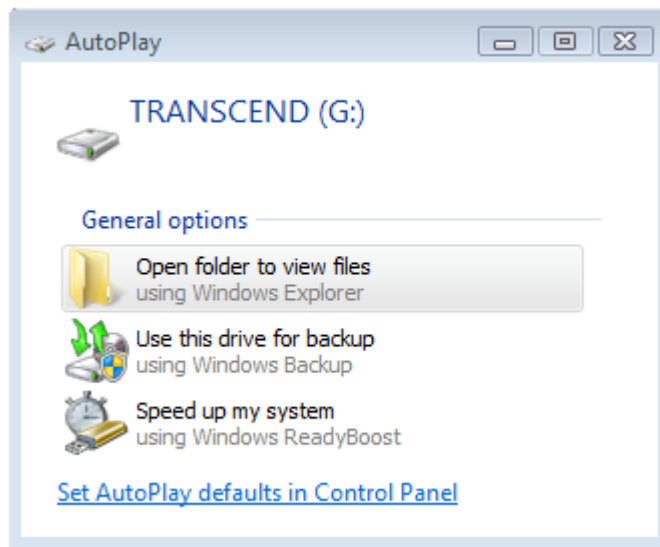 AutoPlay
TRANSCEND (G:)
General options
Open folder to view files
using Windows Explorer
Use this drive for backup
using Windows Backup
Speed up my system
using Windows ReadyBoost
Set AutoPlay defaults in Control Panel